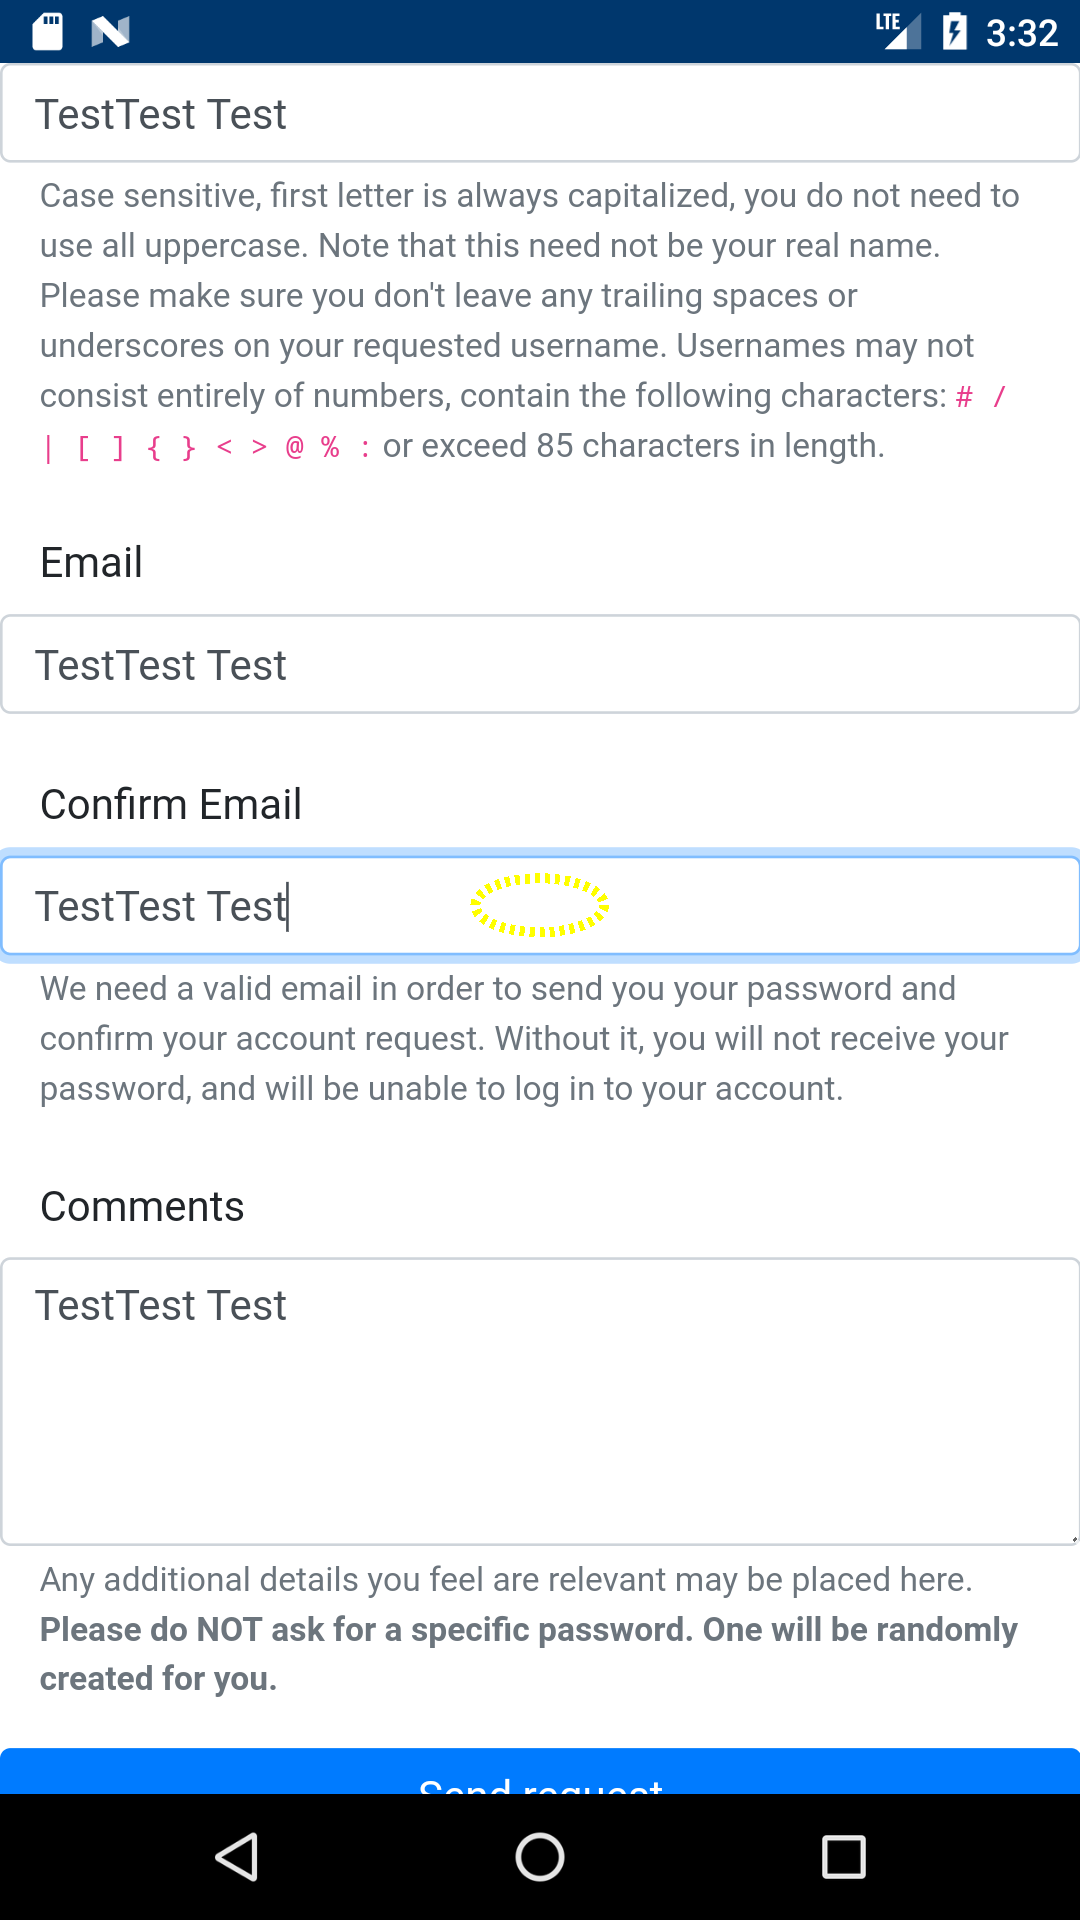 LTE 3:32
TestTest Test
Case sensitive, first letter is always capitalized, you do not need to
use all uppercase. Note that this need not be your real name.
Please make sure you don't leave any trailing spaces or
underscores on your requested username. Usernames may not
consist entirely of numbers, contain the following characters: # /
| [ ] { } < > @ % : or exceed 85 characters in length.
Email
TestTest Test
Confirm Email
TestTest Test
We need a valid email in order to send you your password and
confirm your account request. Without it, you will not receive your
password, and will be unable to log in to your account.
Comments
TestTest Test
Any additional details you feel are relevant may be placed here.
Please do NOT ask for a specific password. One will be randomly
created for you.
Send request